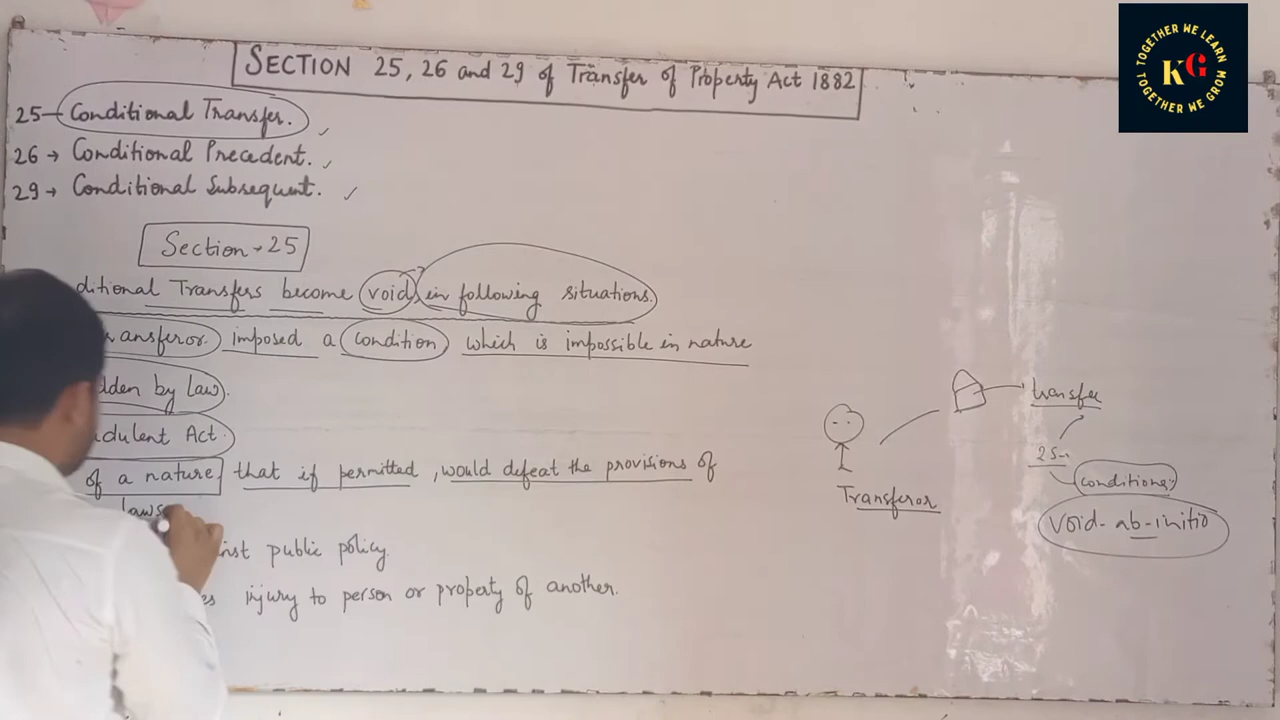 SECTION 25, 26 and 29 of Transfer of Property Act 1882
25 - Conditional Transfer.
26 → Conditional Precedent.
29 → Conditional Subsequent.
Section - 25
ditional Transfers become void in following situations.
ansferor imposed a condition which is impossible in nature
dden by law.
dulent Act.
of a nature that if permitted, would defeat the provisions of
laws
inst public policy.
es injury to person or property of another.
transfer
25
conditions
Void-ab-initio
Transferor
TOGETHER WE LEARN
KG
TOGETHER WE GROW